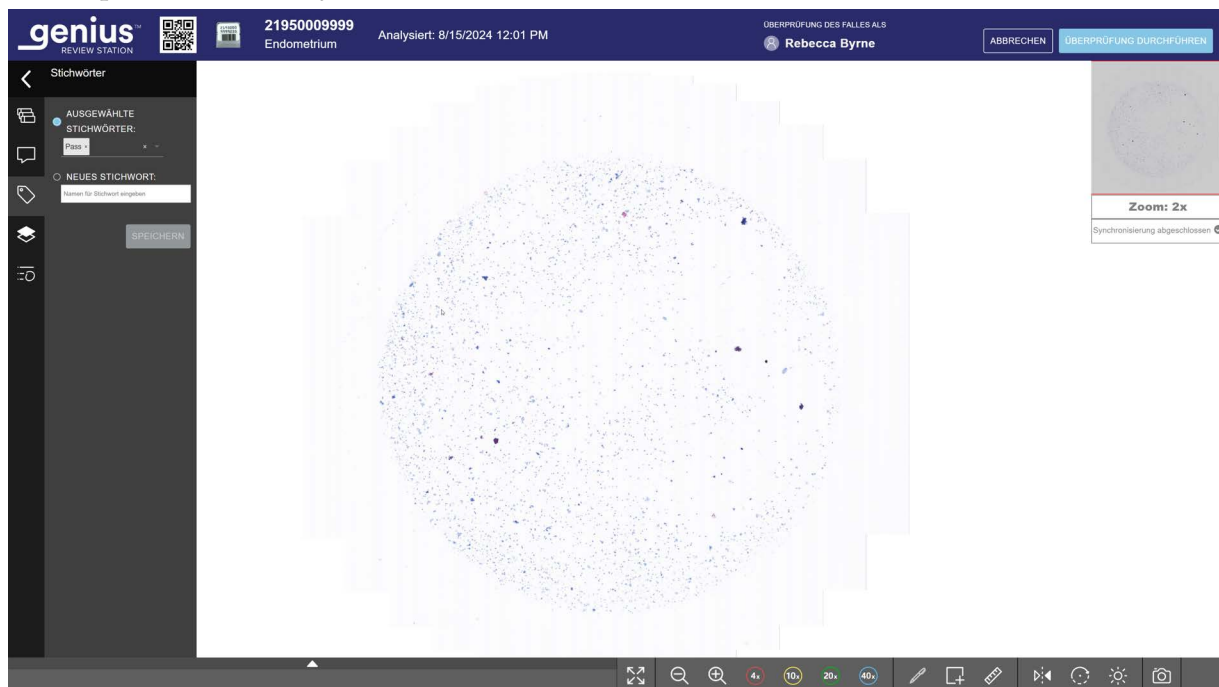 genius™
REVIEW STATION
21950009999
Endometrium
Analysiert: 8/15/2024 12:01 PM
ÜBERPRÜFUNG DES FALLES ALS
Rebecca Byrne
ABBRECHEN
ÜBERPRÜFUNG DURCHFÜHREN
Stichwörter
AUSGEWÄHLTE
STICHWÖRTER:
Pass ×
NEUES STICHWORT:
Namen für Stichwort eingeben
SPEICHERN
Zoom: 2x
Synchronisierung abgeschlossen
4x
10x
20x
40x